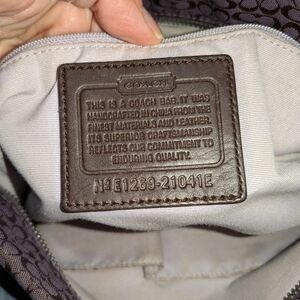 COACH
THIS IS A COACH BAG. IT WAS
HANDCRAFTED IN CHINA FROM THE
FINEST MATERIALS AND LEATHER.
ITS SUPERIOR CRAFTSMANSHIP
REFLECTS OUR COMMITMENT TO
ENDURING QUALITY.
Nº E1269-21041E